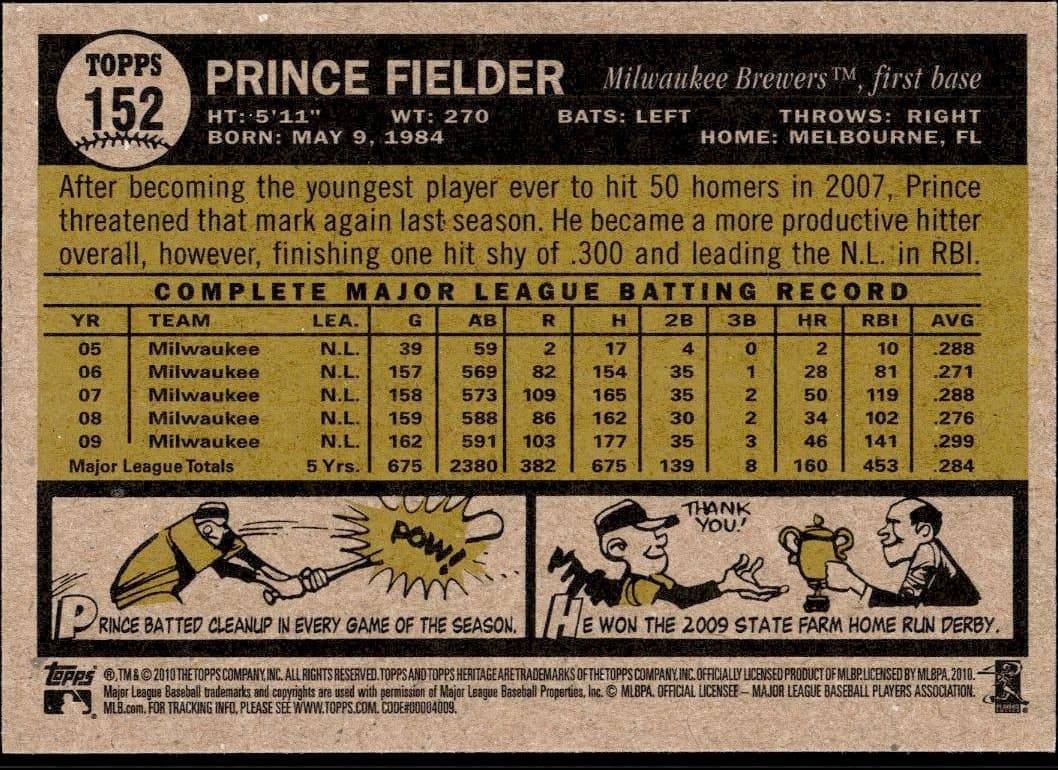 TOPPS
152
PRINCE FIELDER Milwaukee Brewers™, first base
HT: 5'11" WT: 270 BATS: LEFT THROWS: RIGHT
BORN: MAY 9, 1984 HOME: MELBOURNE, FL
After becoming the youngest player ever to hit 50 homers in 2007, Prince
threatened that mark again last season. He became a more productive hitter
overall, however, finishing one hit shy of .300 and leading the N.L. in RBI.
COMPLETE MAJOR LEAGUE BATTING RECORD
YR TEAM LEA. G AB R H 2B 3B HR RBI AVG
05 Milwaukee N.L. 39 59 2 17 4 0 2 10 .288
06 Milwaukee N.L. 157 569 82 154 35 1 28 81 .271
07 Milwaukee N.L. 158 573 109 165 35 2 50 119 .288
08 Milwaukee N.L. 159 588 86 162 30 2 34 102 .276
09 Milwaukee N.L. 162 591 103 177 35 3 46 141 .299
Major League Totals 5 Yrs. 675 2380 382 675 139 8 160 453 .284
POW!
PRINCE BATTED CLEANUP IN EVERY GAME OF THE SEASON.
THANK
YOU!
HE WON THE 2009 STATE FARM HOME RUN DERBY.
Topps ®, TM & © 2010 THE TOPPS COMPANY, INC. ALL RIGHTS RESERVED. TOPPS AND TOPPS HERITAGE ARE TRADEMARKS OF THE TOPPS COMPANY, INC. OFFICIALLY LICENSED PRODUCT OF MLBP. LICENSED BY MLBPA, 2010.
Major League Baseball trademarks and copyrights are used with permission of Major League Baseball Properties, Inc. © MLBPA. OFFICIAL LICENSEE – MAJOR LEAGUE BASEBALL PLAYERS ASSOCIATION.
MLB.com. FOR TRACKING INFO, PLEASE SEE WWW.TOPPS.COM. CODE#00004009.